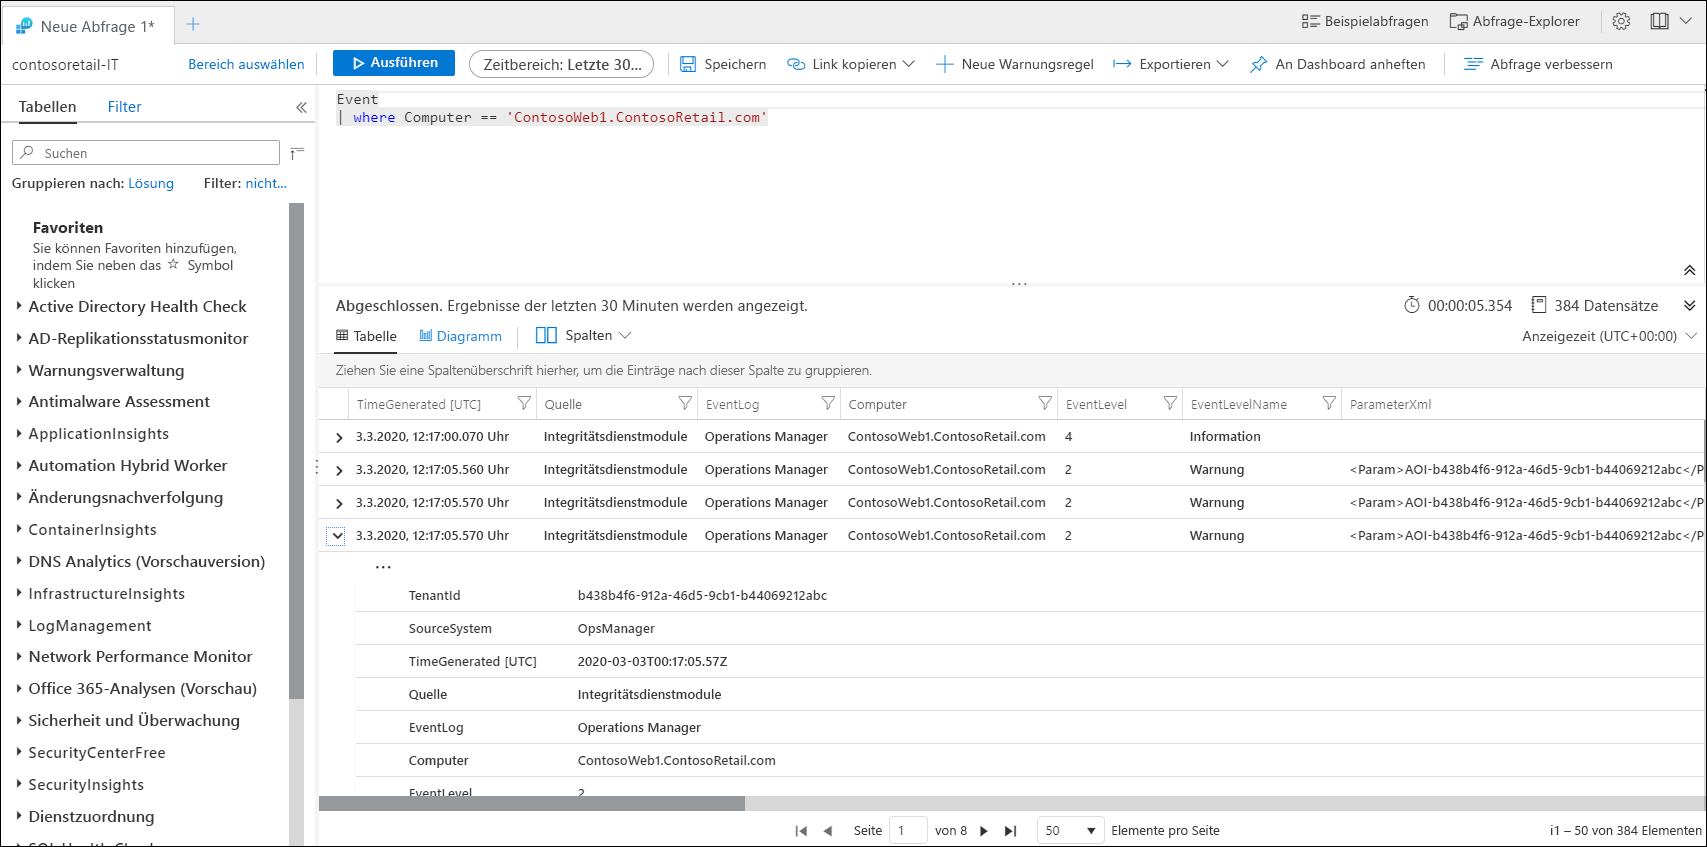 Neue Abfrage 1*
Beispielabfragen
Abfrage-Explorer
contosoretail-IT
Bereich auswählen
Ausführen
Zeitbereich: Letzte 30...
Speichern
Link kopieren
Neue Warnungsregel
Exportieren
An Dashboard anheften
Abfrage verbessern
Tabellen
Filter
Suchen
Gruppieren nach: Lösung
Filter: nicht...
Favoriten
Sie können Favoriten hinzufügen,
indem Sie neben das ☆ Symbol
klicken
Active Directory Health Check
AD-Replikationsstatusmonitor
Warnungsverwaltung
Antimalware Assessment
ApplicationInsights
Automation Hybrid Worker
Änderungsnachverfolgung
ContainerInsights
DNS Analytics (Vorschauversion)
InfrastructureInsights
LogManagement
Network Performance Monitor
Office 365-Analysen (Vorschau)
Sicherheit und Überwachung
SecurityCenterFree
SecurityInsights
Dienstzuordnung
Event
| where Computer == 'ContosoWeb1.ContosoRetail.com'
Abgeschlossen. Ergebnisse der letzten 30 Minuten werden angezeigt.
00:00:05.354
384 Datensätze
Tabelle
Diagramm
Spalten
Anzeigezeit (UTC+00:00)
Ziehen Sie eine Spaltenüberschrift hierher, um die Einträge nach dieser Spalte zu gruppieren.
TimeGenerated [UTC] Quelle EventLog Computer EventLevel EventLevelName ParameterXml
3.3.2020, 12:17:00.070 Uhr Integritätsdienstmodule Operations Manager ContosoWeb1.ContosoRetail.com 4 Information
3.3.2020, 12:17:05.560 Uhr Integritätsdienstmodule Operations Manager ContosoWeb1.ContosoRetail.com 2 Warnung <Param>AOI-b438b4f6-912a-46d5-9cb1-b44069212abc</P
3.3.2020, 12:17:05.570 Uhr Integritätsdienstmodule Operations Manager ContosoWeb1.ContosoRetail.com 2 Warnung <Param>AOI-b438b4f6-912a-46d5-9cb1-b44069212abc</P
3.3.2020, 12:17:05.570 Uhr Integritätsdienstmodule Operations Manager ContosoWeb1.ContosoRetail.com 2 Warnung <Param>AOI-b438b4f6-912a-46d5-9cb1-b44069212abc</P
...
TenantId b438b4f6-912a-46d5-9cb1-b44069212abc
SourceSystem OpsManager
TimeGenerated [UTC] 2020-03-03T00:17:05.57Z
Quelle Integritätsdienstmodule
EventLog Operations Manager
Computer ContosoWeb1.ContosoRetail.com
EventLevel 2
Seite 1 von 8
50 Elemente pro Seite
i1 – 50 von 384 Elementen